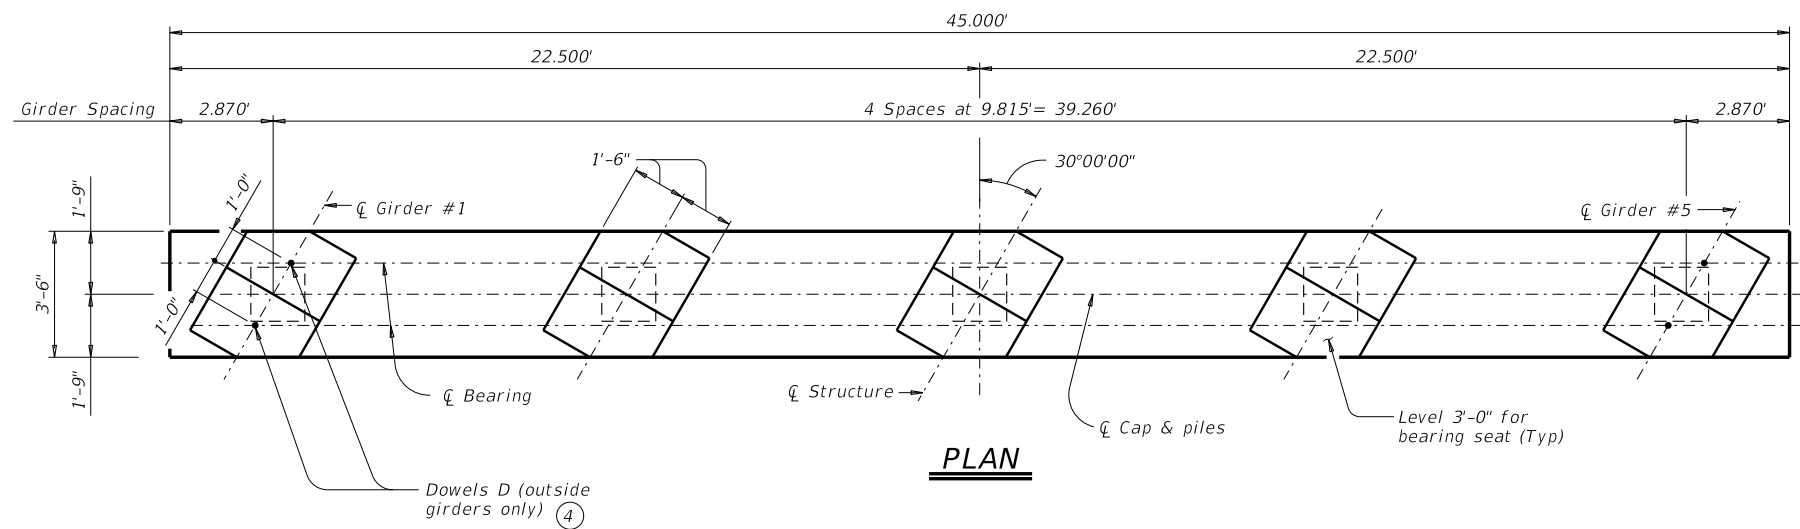 45.000'
22.500'
22.500'
Girder Spacing
2.870'
4 Spaces at 9.815'= 39.260'
2.870'
1'-6"
30°00'00"
1'-0"
℄ Girder #1
℄ Girder #5
1'-9"
3'-6"
1'-0"
1'-9"
℄ Bearing
℄ Structure
℄ Cap & piles
Level 3'-0" for
bearing seat (Typ)
PLAN
Dowels D (outside
girders only) 4